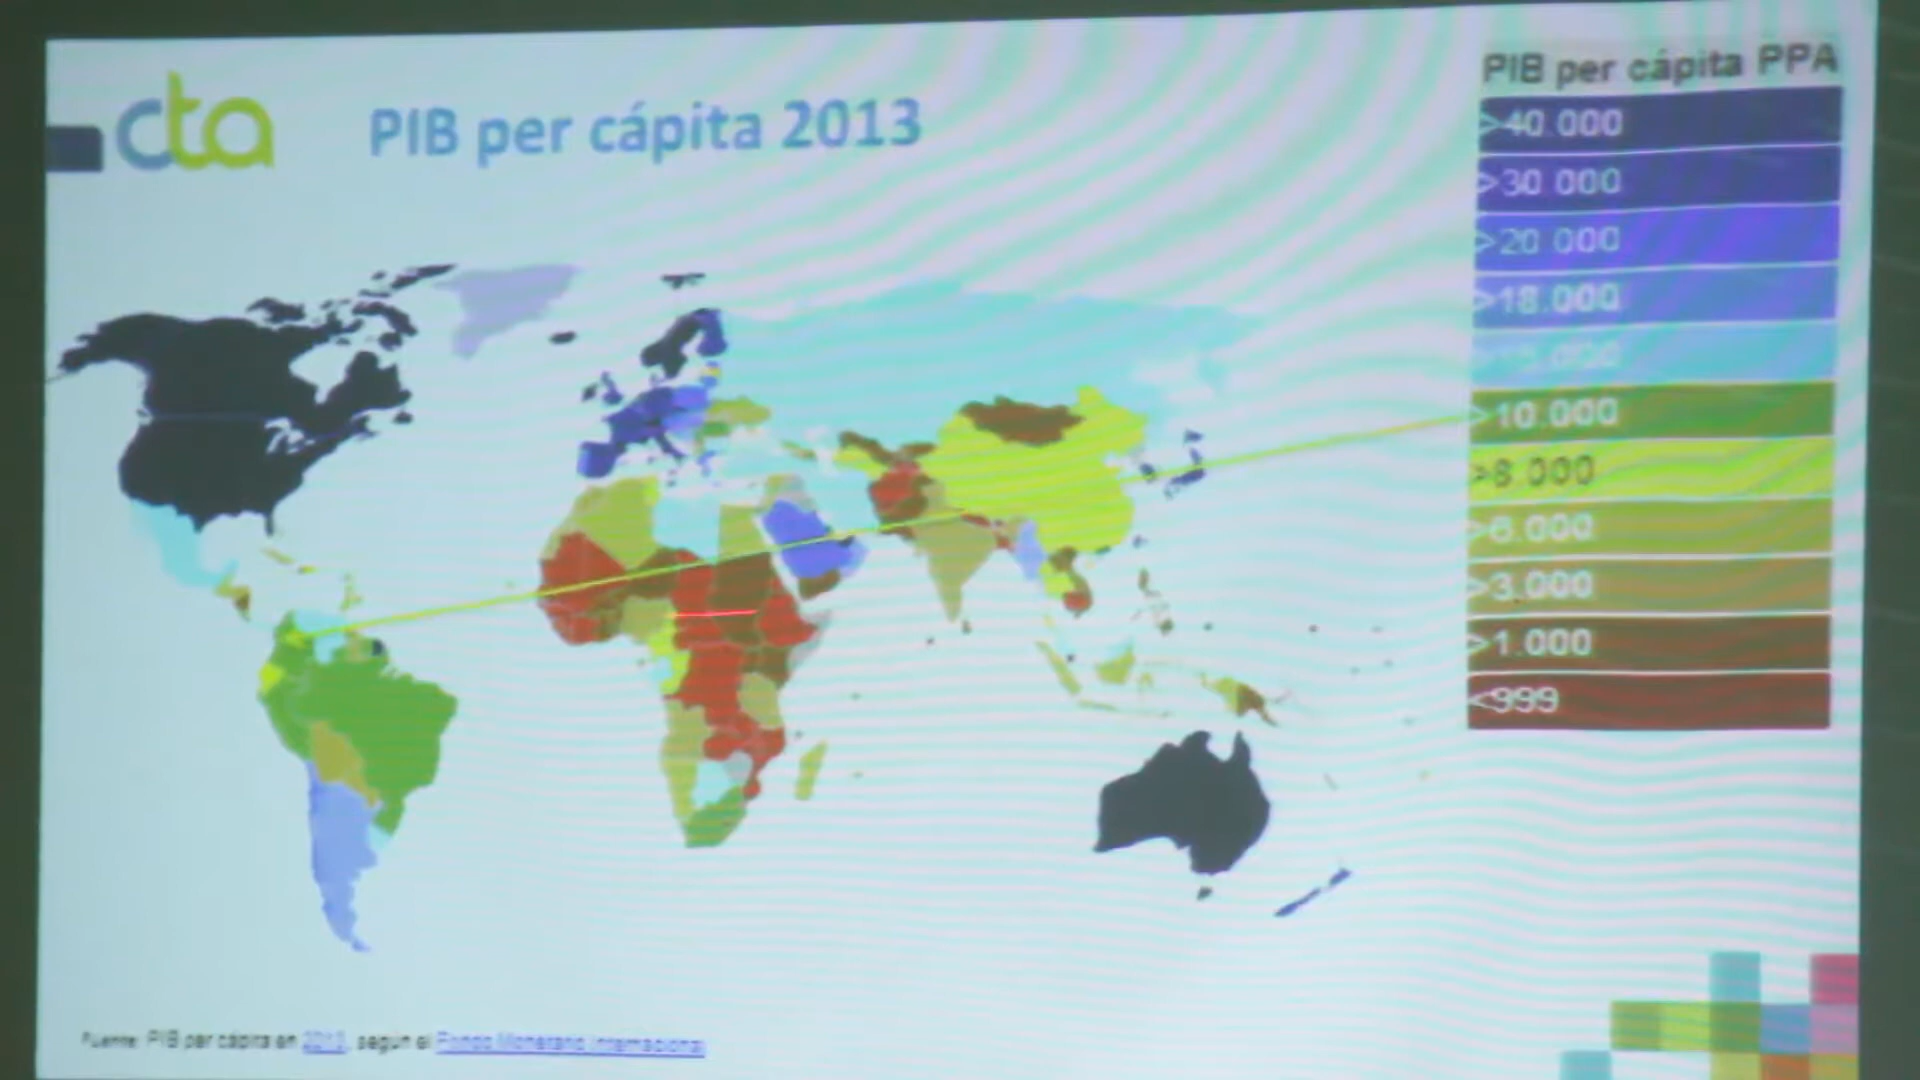 cta
PIB per cápita 2013
PIB per cápita PPA
>40.000
>30.000
>20.000
>18.000
>15.000
>10.000
>8.000
>6.000
>3.000
>1.000
<999
Fuente: PIB per cápita en 2013, según el Fondo Monetario Internacional